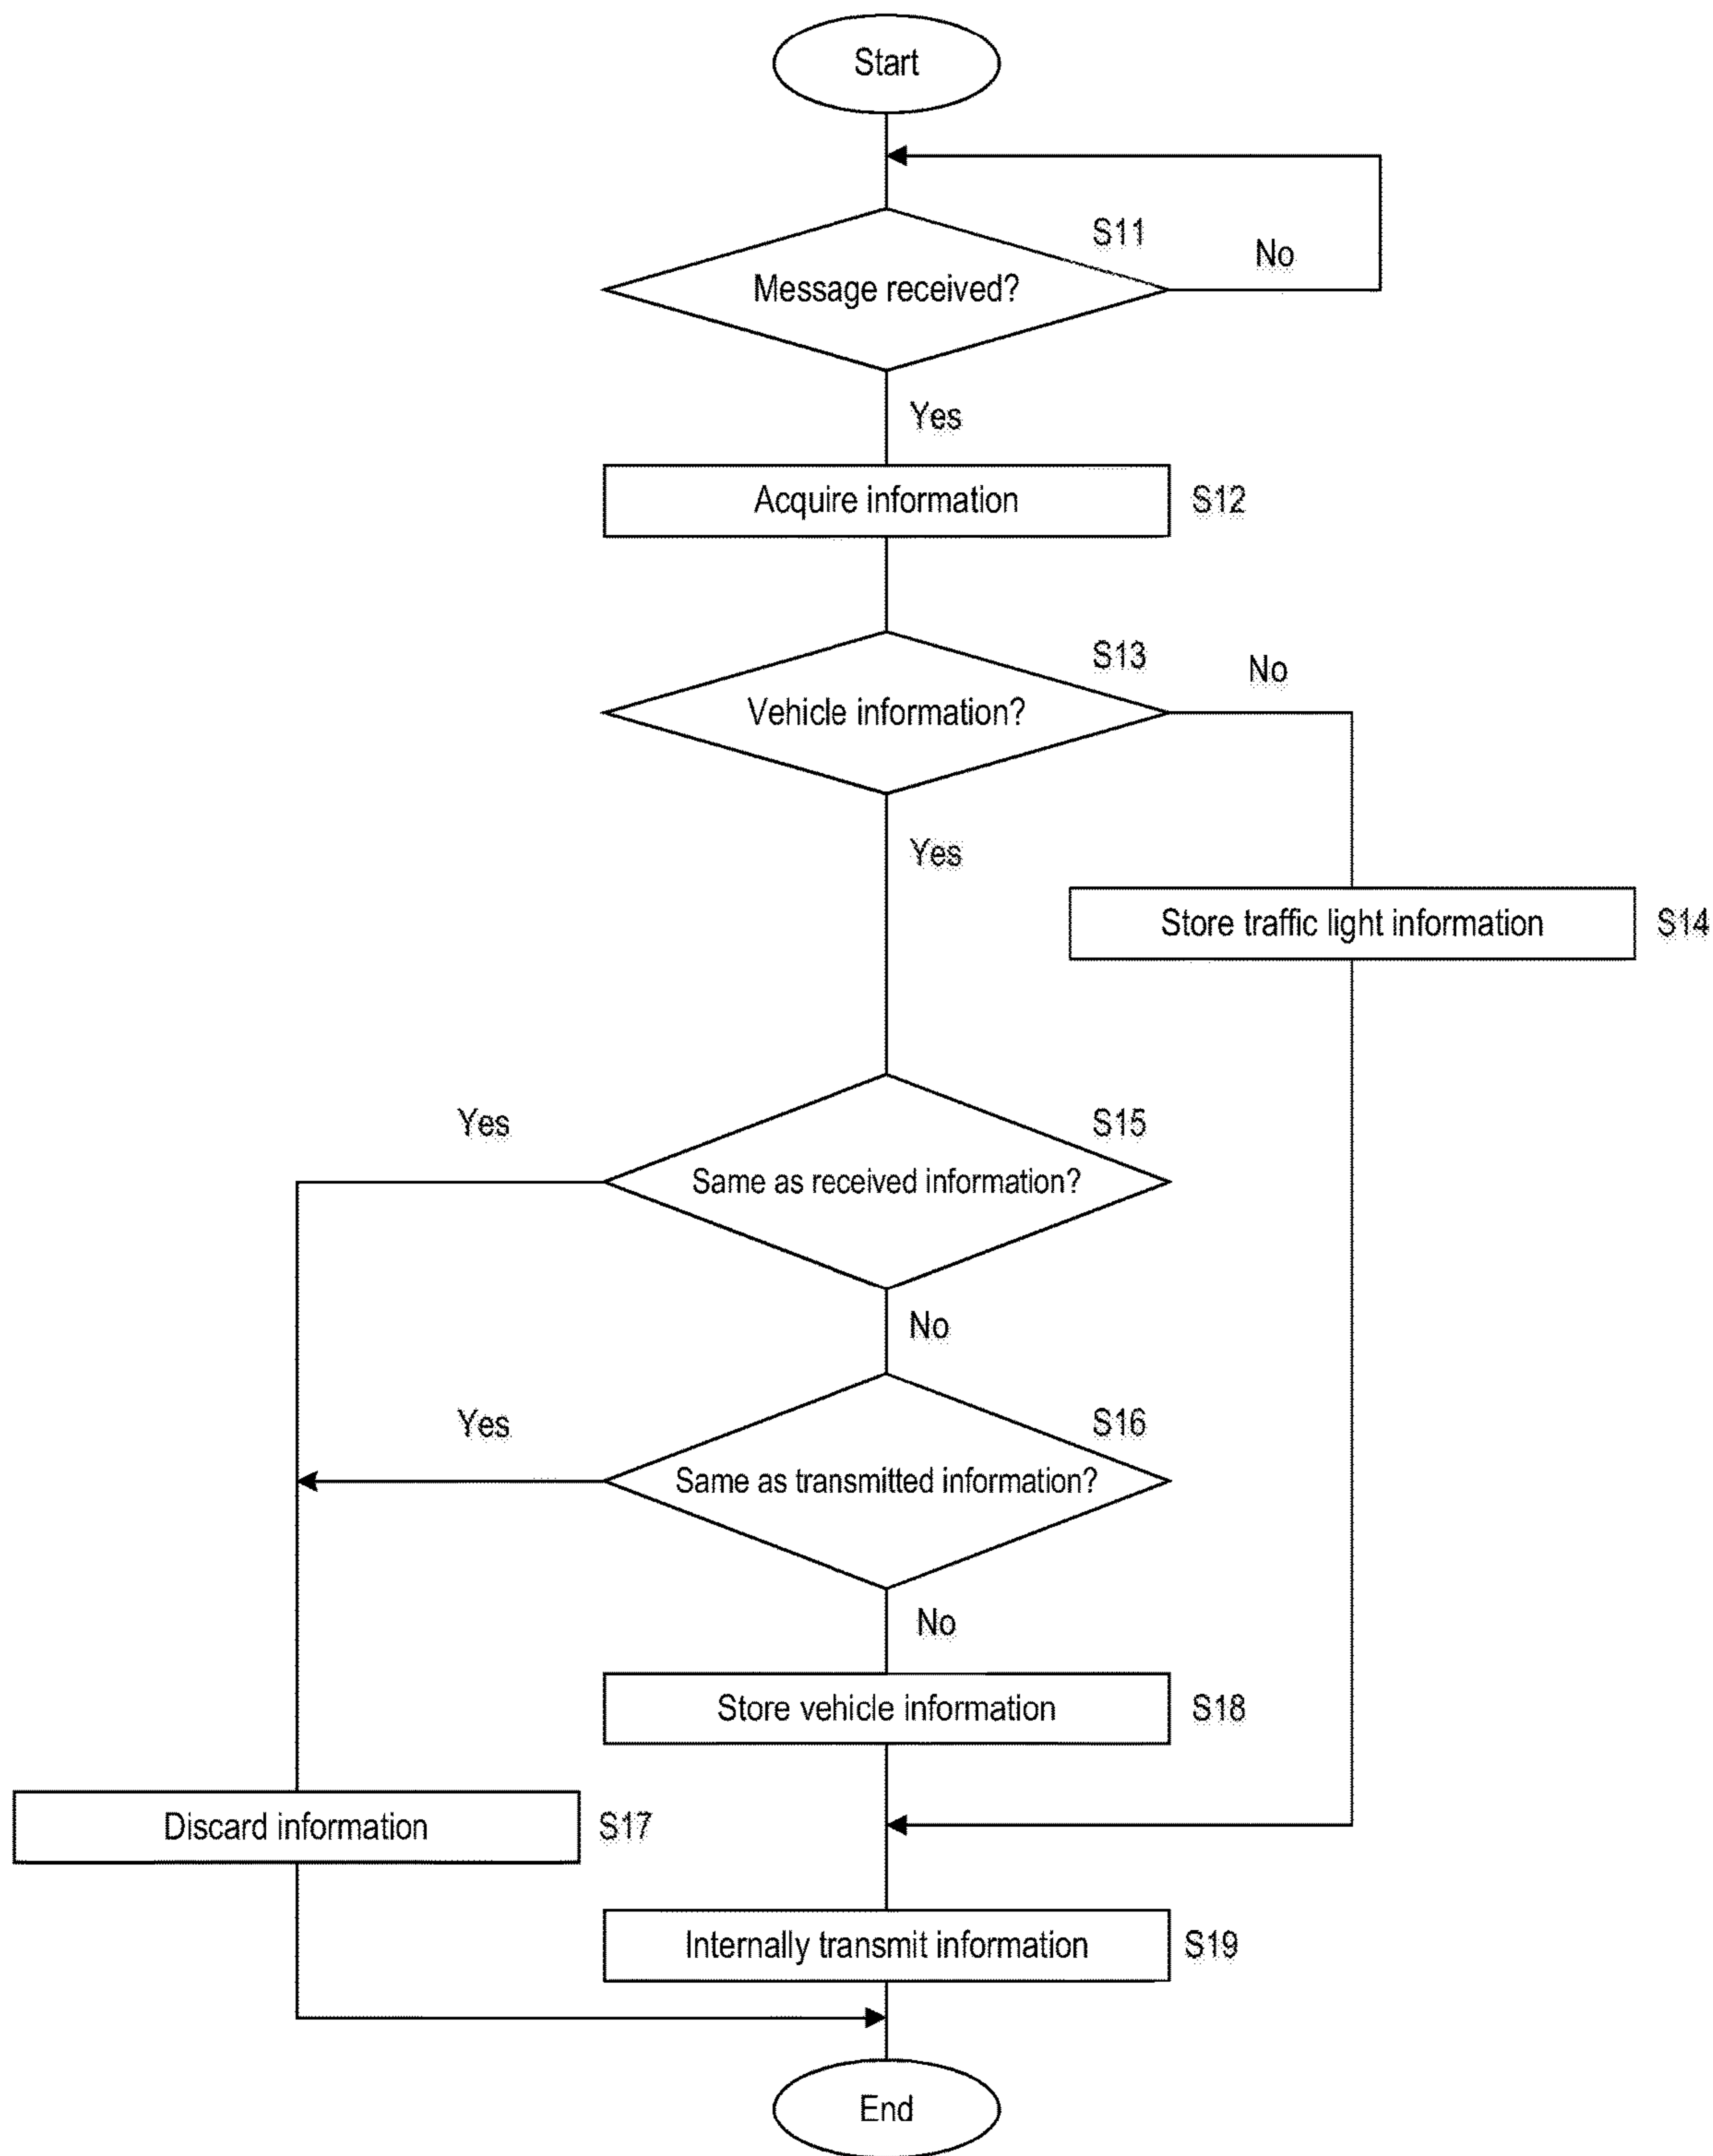 Start
S11
No
Message received?
Yes
Acquire information
S12
S13
No
Vehicle information?
Yes
Store traffic light information
S14
Yes
S15
Same as received information?
No
Yes
S16
Same as transmitted information?
No
Store vehicle information
S18
Discard information
S17
Internally transmit information
S19
End